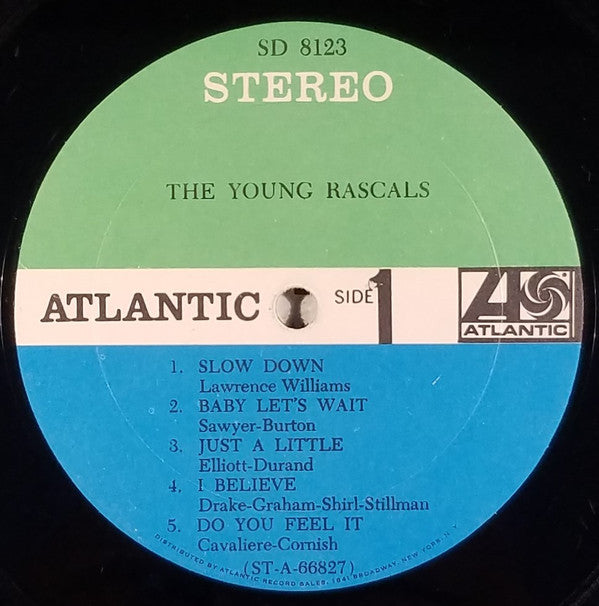 SD 8123
STEREO
THE YOUNG RASCALS
ATLANTIC
SIDE 1
ATLANTIC
1. SLOW DOWN
Lawrence Williams
2. BABY LET'S WAIT
Sawyer-Burton
3. JUST A LITTLE
Elliott-Durand
4. I BELIEVE
Drake-Graham-Shirl-Stillman
5. DO YOU FEEL IT
Cavaliere-Cornish
(ST-A-66827)
DISTRIBUTED BY ATLANTIC RECORD SALES, 1841 BROADWAY, NEW YORK, N.Y.